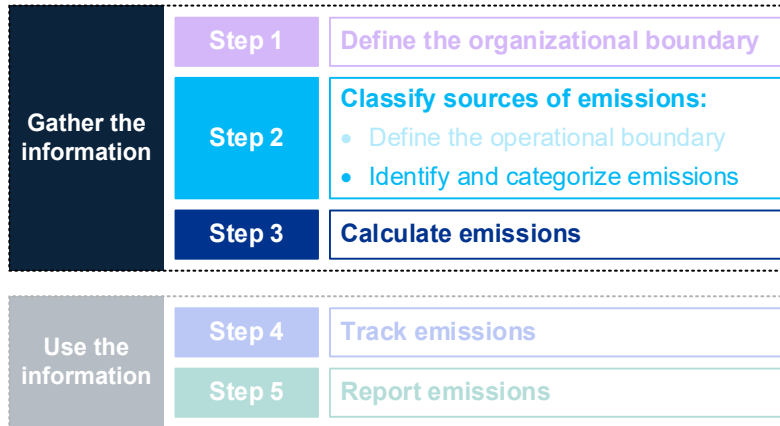 Gather the
information
Step 1
Define the organizational boundary
Step 2
Classify sources of emissions:
• Define the operational boundary
• Identify and categorize emissions
Step 3
Calculate emissions
Use the
information
Step 4
Track emissions
Step 5
Report emissions